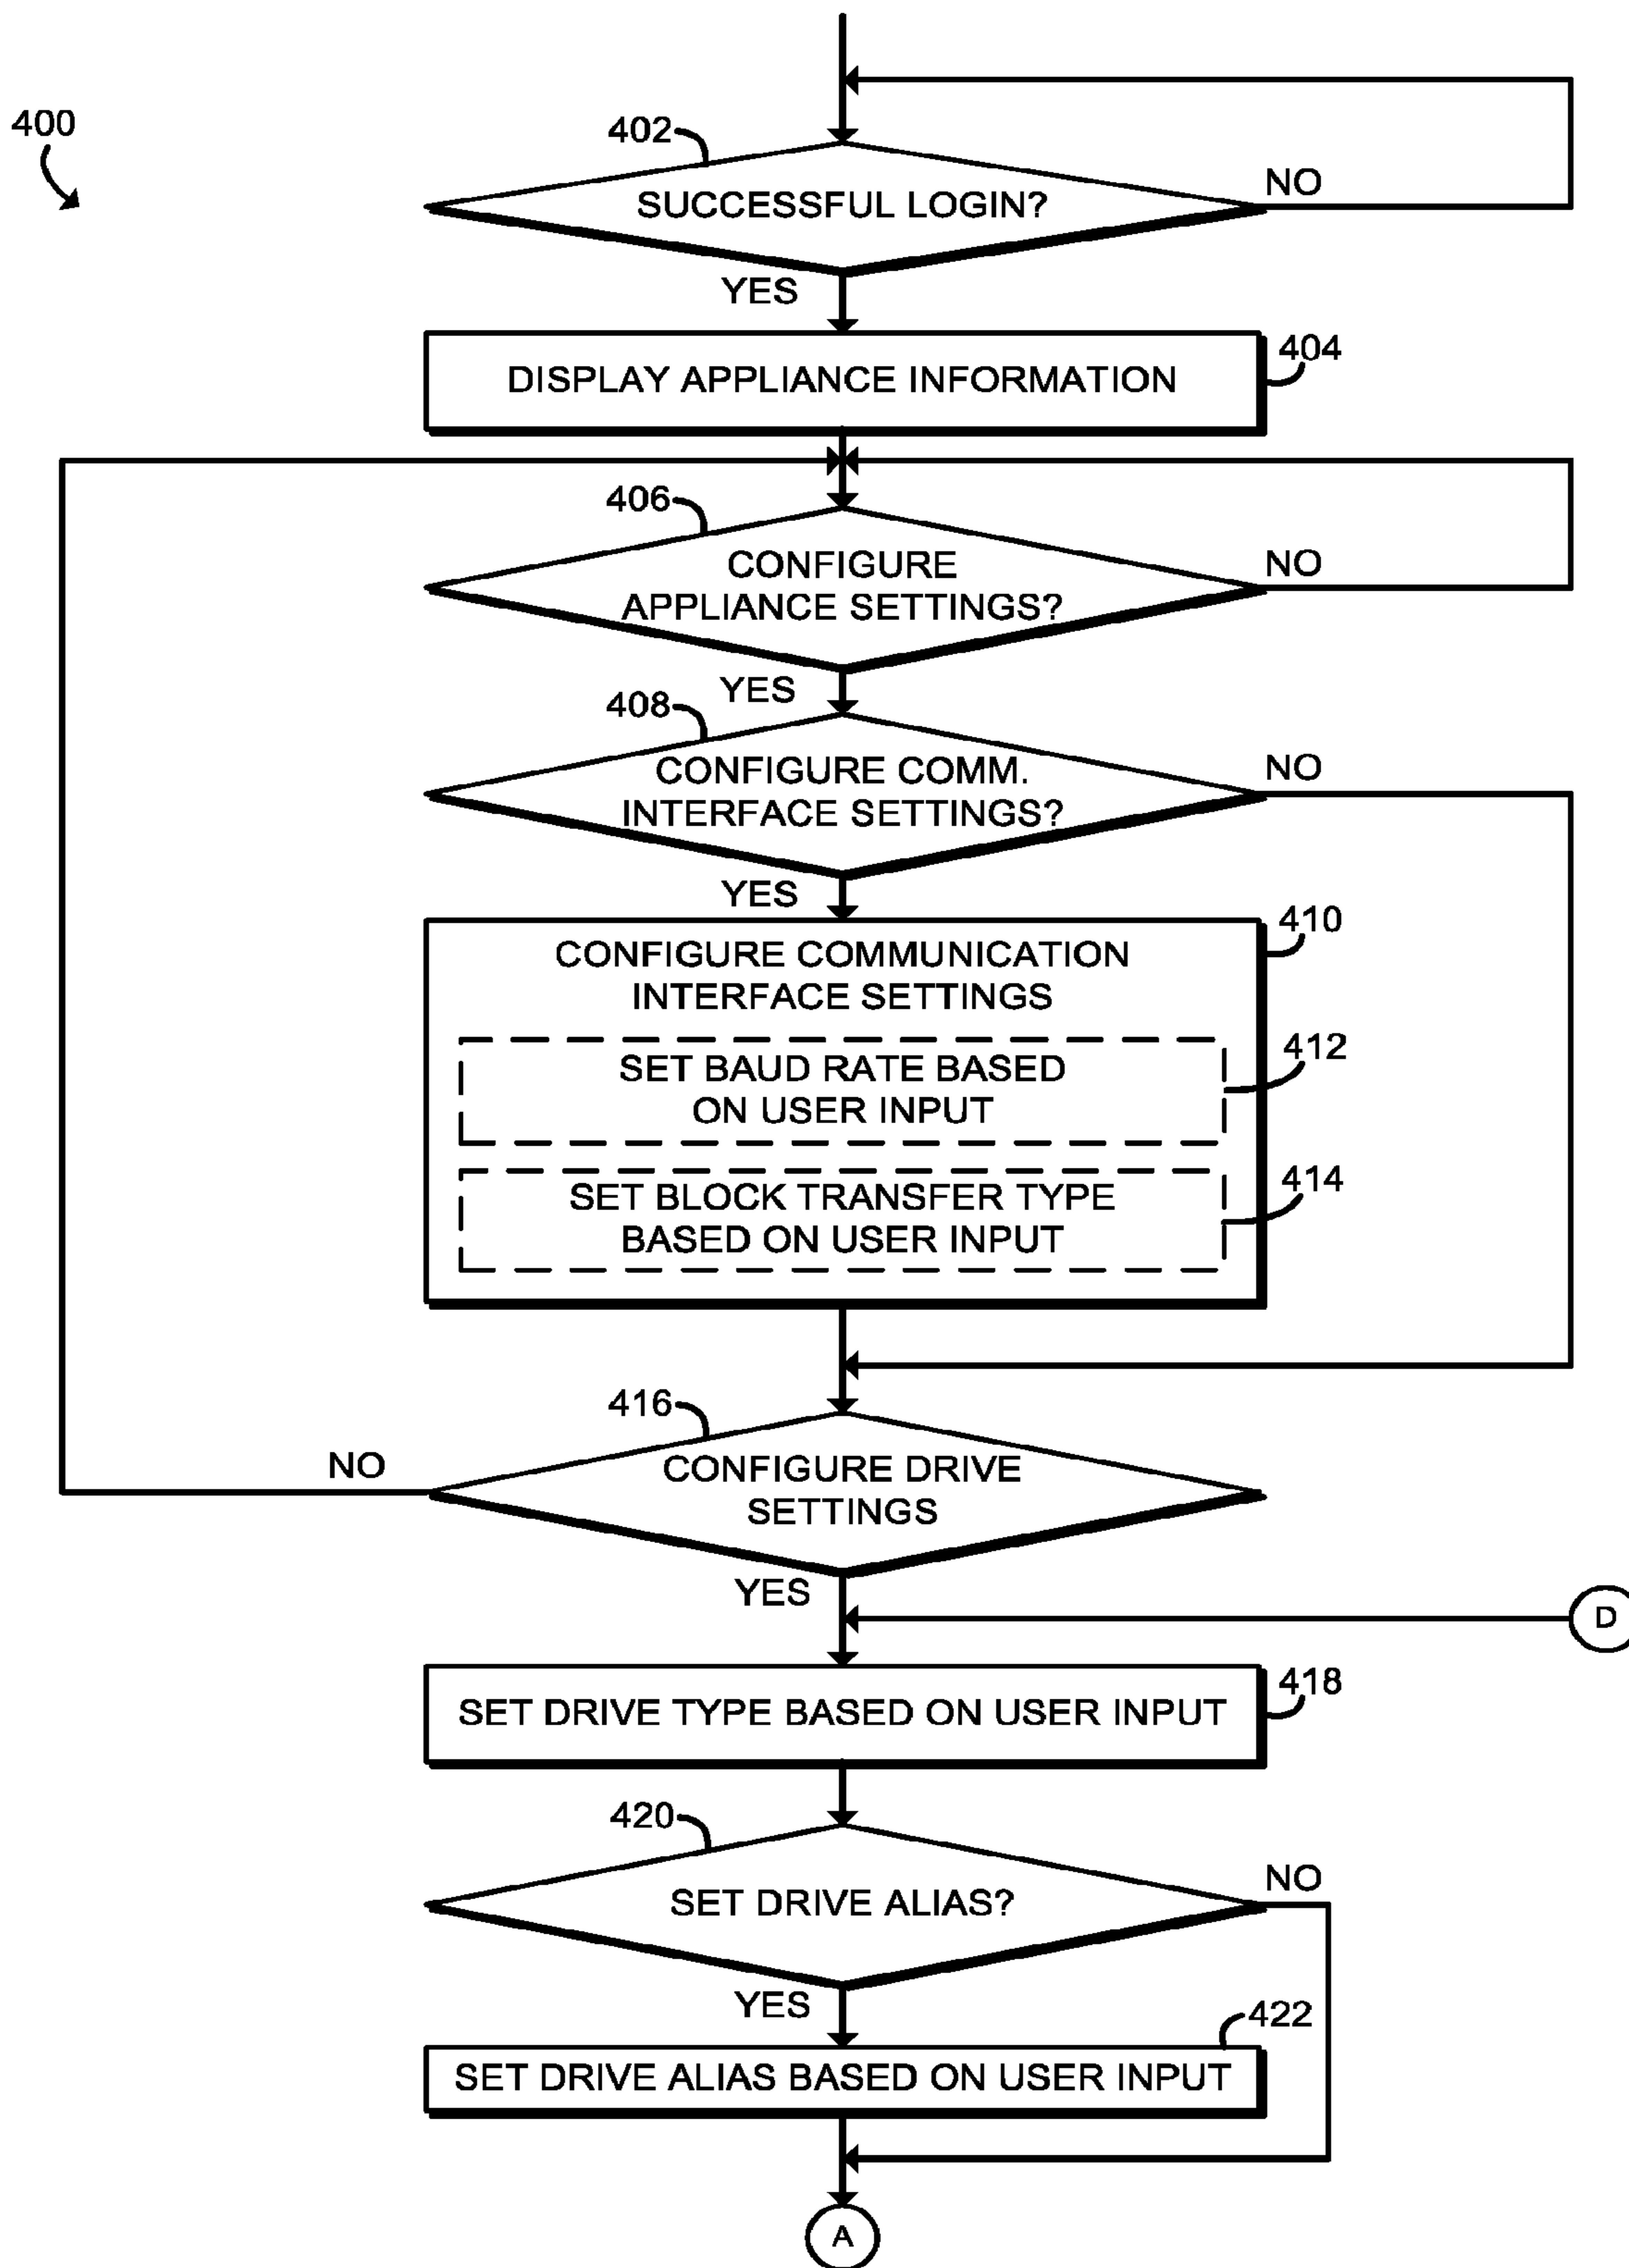 400
402
SUCCESSFUL LOGIN?
NO
YES
DISPLAY APPLIANCE INFORMATION
404
406
CONFIGURE
APPLIANCE SETTINGS?
NO
YES
408
CONFIGURE COMM.
INTERFACE SETTINGS?
NO
YES
410
CONFIGURE COMMUNICATION
INTERFACE SETTINGS
412
SET BAUD RATE BASED
ON USER INPUT
414
SET BLOCK TRANSFER TYPE
BASED ON USER INPUT
416
NO
CONFIGURE DRIVE
SETTINGS
YES
D
418
SET DRIVE TYPE BASED ON USER INPUT
420
NO
SET DRIVE ALIAS?
YES
422
SET DRIVE ALIAS BASED ON USER INPUT
A